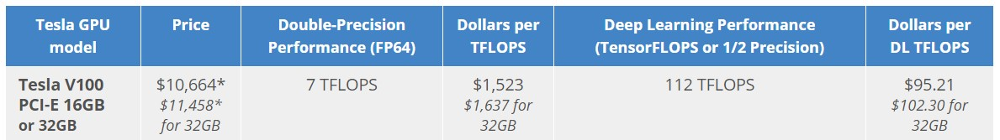 Tesla GPU
model
Price
Double-Precision
Performance (FP64)
Dollars per
TFLOPS
Deep Learning Performance
(TensorFLOPS or 1/2 Precision)
Dollars per
DL TFLOPS
Tesla V100
PCI-E 16GB
or 32GB
$10,664*
$11,458*
for 32GB
7 TFLOPS
$1,523
$1,637 for
32GB
112 TFLOPS
$95.21
$102.30 for
32GB